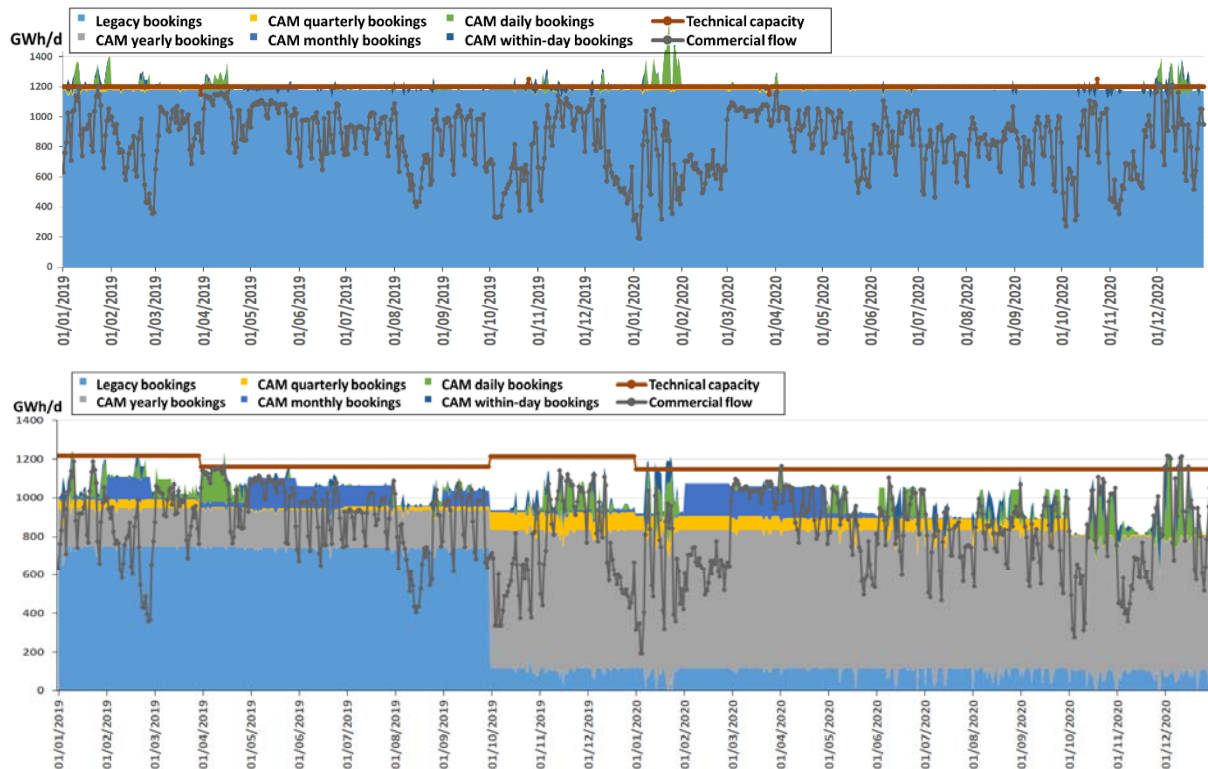 Legacy bookings CAM quarterly bookings CAM daily bookings Technical capacity
GWh/d CAM yearly bookings CAM monthly bookings CAM within-day bookings Commercial flow
1400
1200
1000
800
600
400
200
0
01/01/2019 01/02/2019 01/03/2019 01/04/2019 01/05/2019 01/06/2019 01/07/2019 01/08/2019 01/09/2019 01/10/2019 01/11/2019 01/12/2019 01/01/2020 01/02/2020 01/03/2020 01/04/2020 01/05/2020 01/06/2020 01/07/2020 01/08/2020 01/09/2020 01/10/2020 01/11/2020 01/12/2020
Legacy bookings CAM quarterly bookings CAM daily bookings Technical capacity
GWh/d CAM yearly bookings CAM monthly bookings CAM within-day bookings Commercial flow
1400
1200
1000
800
600
400
200
0
01/01/2019 01/02/2019 01/03/2019 01/04/2019 01/05/2019 01/06/2019 01/07/2019 01/08/2019 01/09/2019 01/10/2019 01/11/2019 01/12/2019 01/01/2020 01/02/2020 01/03/2020 01/04/2020 01/05/2020 01/06/2020 01/07/2020 01/08/2020 01/09/2020 01/10/2020 01/11/2020 01/12/2020